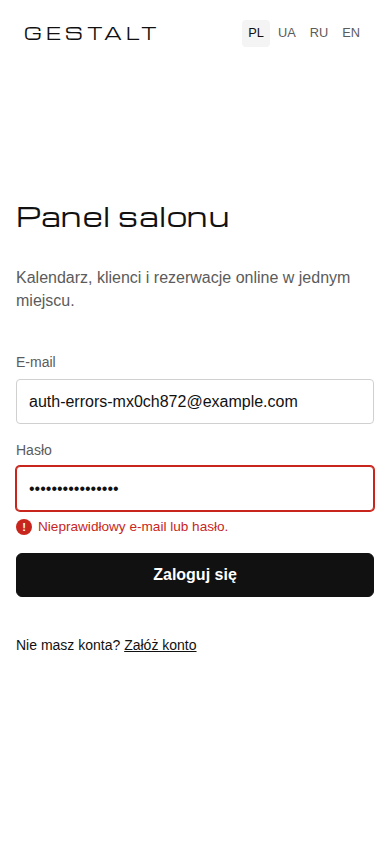 GESTALT
PL UA RU EN
Panel salonu
Kalendarz, klienci i rezerwacje online w jednym
miejscu.
E-mail
auth-errors-mx0ch872@example.com
Hasło
••••••••••••••••
! Nieprawidłowy e-mail lub hasło.
Zaloguj się
Nie masz konta? Załóż konto